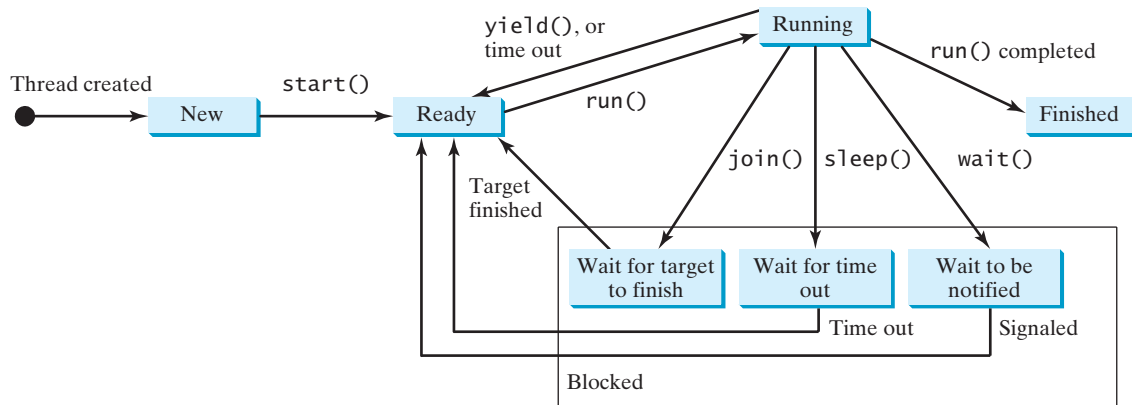 yield(), or
time out
Running
run() completed
Thread created
start()
New
Ready
run()
Finished
join()
sleep()
wait()
Target
finished
Wait for target
to finish
Wait for time
out
Wait to be
notified
Time out
Signaled
Blocked